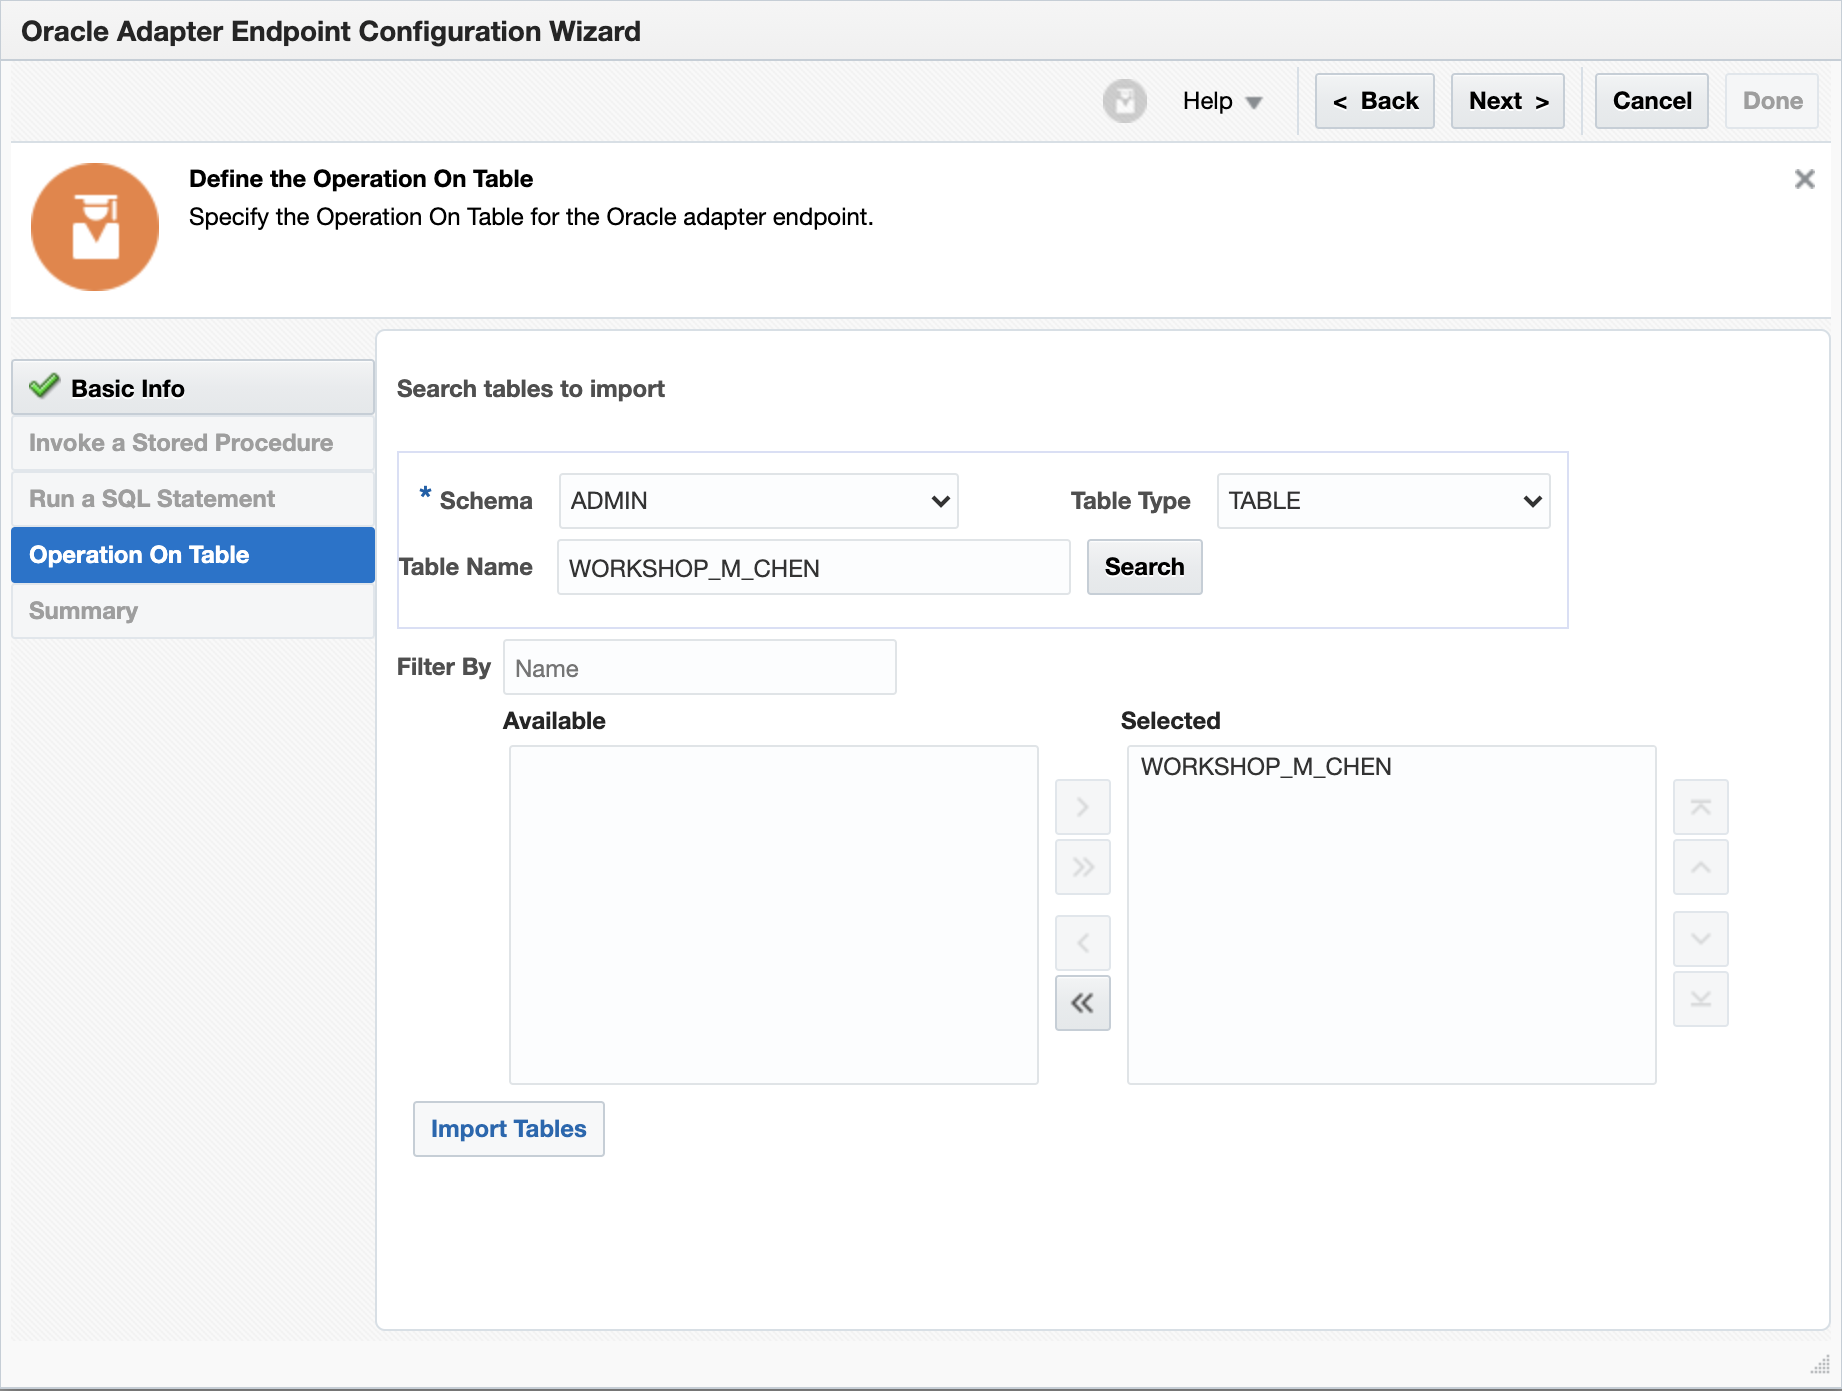 Oracle Adapter Endpoint Configuration Wizard
Help < Back Next > Cancel Done
Define the Operation On Table
Specify the Operation On Table for the Oracle adapter endpoint.
Basic Info
Invoke a Stored Procedure
Run a SQL Statement
Operation On Table
Summary
Search tables to import
* Schema ADMIN Table Type TABLE
Table Name WORKSHOP_M_CHEN Search
Filter By Name
Available Selected
WORKSHOP_M_CHEN
Import Tables